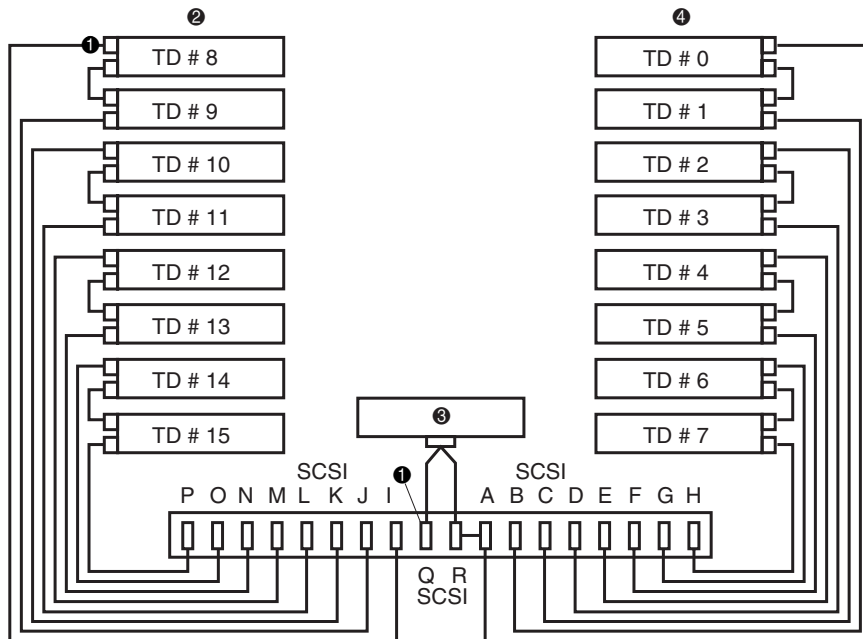 ❷ ❹
❶ TD # 8 TD # 0
TD # 9 TD # 1
TD # 10 TD # 2
TD # 11 TD # 3
TD # 12 TD # 4
TD # 13 TD # 5
TD # 14 TD # 6
❸
TD # 15 TD # 7
SCSI ❶ SCSI
P O N M L K J I A B C D E F G H
Q R
SCSI